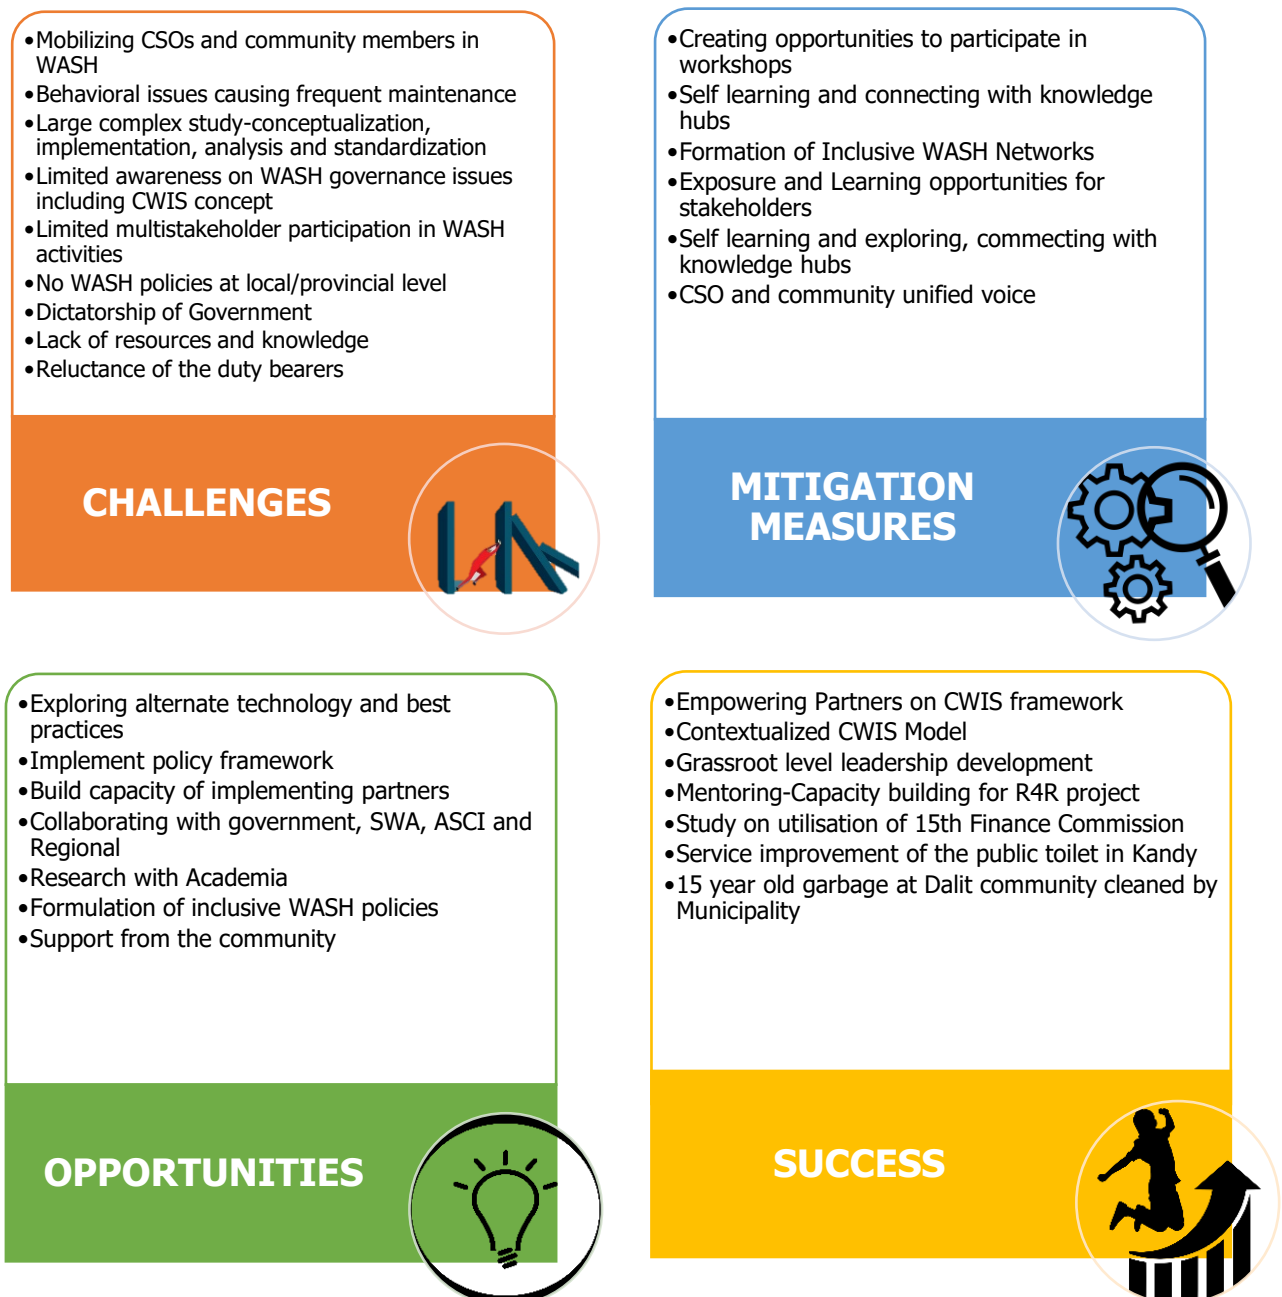 •Mobilizing CSOs and community members in
WASH
•Behavioral issues causing frequent maintenance
•Large complex study-conceptualization,
implementation, analysis and standardization
•Limited awareness on WASH governance issues
including CWIS concept
•Limited multistakeholder participation in WASH
activities
•No WASH policies at local/provincial level
•Dictatorship of Government
•Lack of resources and knowledge
•Reluctance of the duty bearers
CHALLENGES
•Creating opportunities to participate in
workshops
•Self learning and connecting with knowledge
hubs
•Formation of Inclusive WASH Networks
•Exposure and Learning opportunities for
stakeholders
•Self learning and exploring, commecting with
knowledge hubs
•CSO and community unified voice
MITIGATION
MEASURES
•Exploring alternate technology and best
practices
•Implement policy framework
•Build capacity of implementing partners
•Collaborating with government, SWA, ASCI and
Regional
•Research with Academia
•Formulation of inclusive WASH policies
•Support from the community
OPPORTUNITIES
•Empowering Partners on CWIS framework
•Contextualized CWIS Model
•Grassroot level leadership development
•Mentoring-Capacity building for R4R project
•Study on utilisation of 15th Finance Commission
•Service improvement of the public toilet in Kandy
•15 year old garbage at Dalit community cleaned by
Municipality
SUCCESS